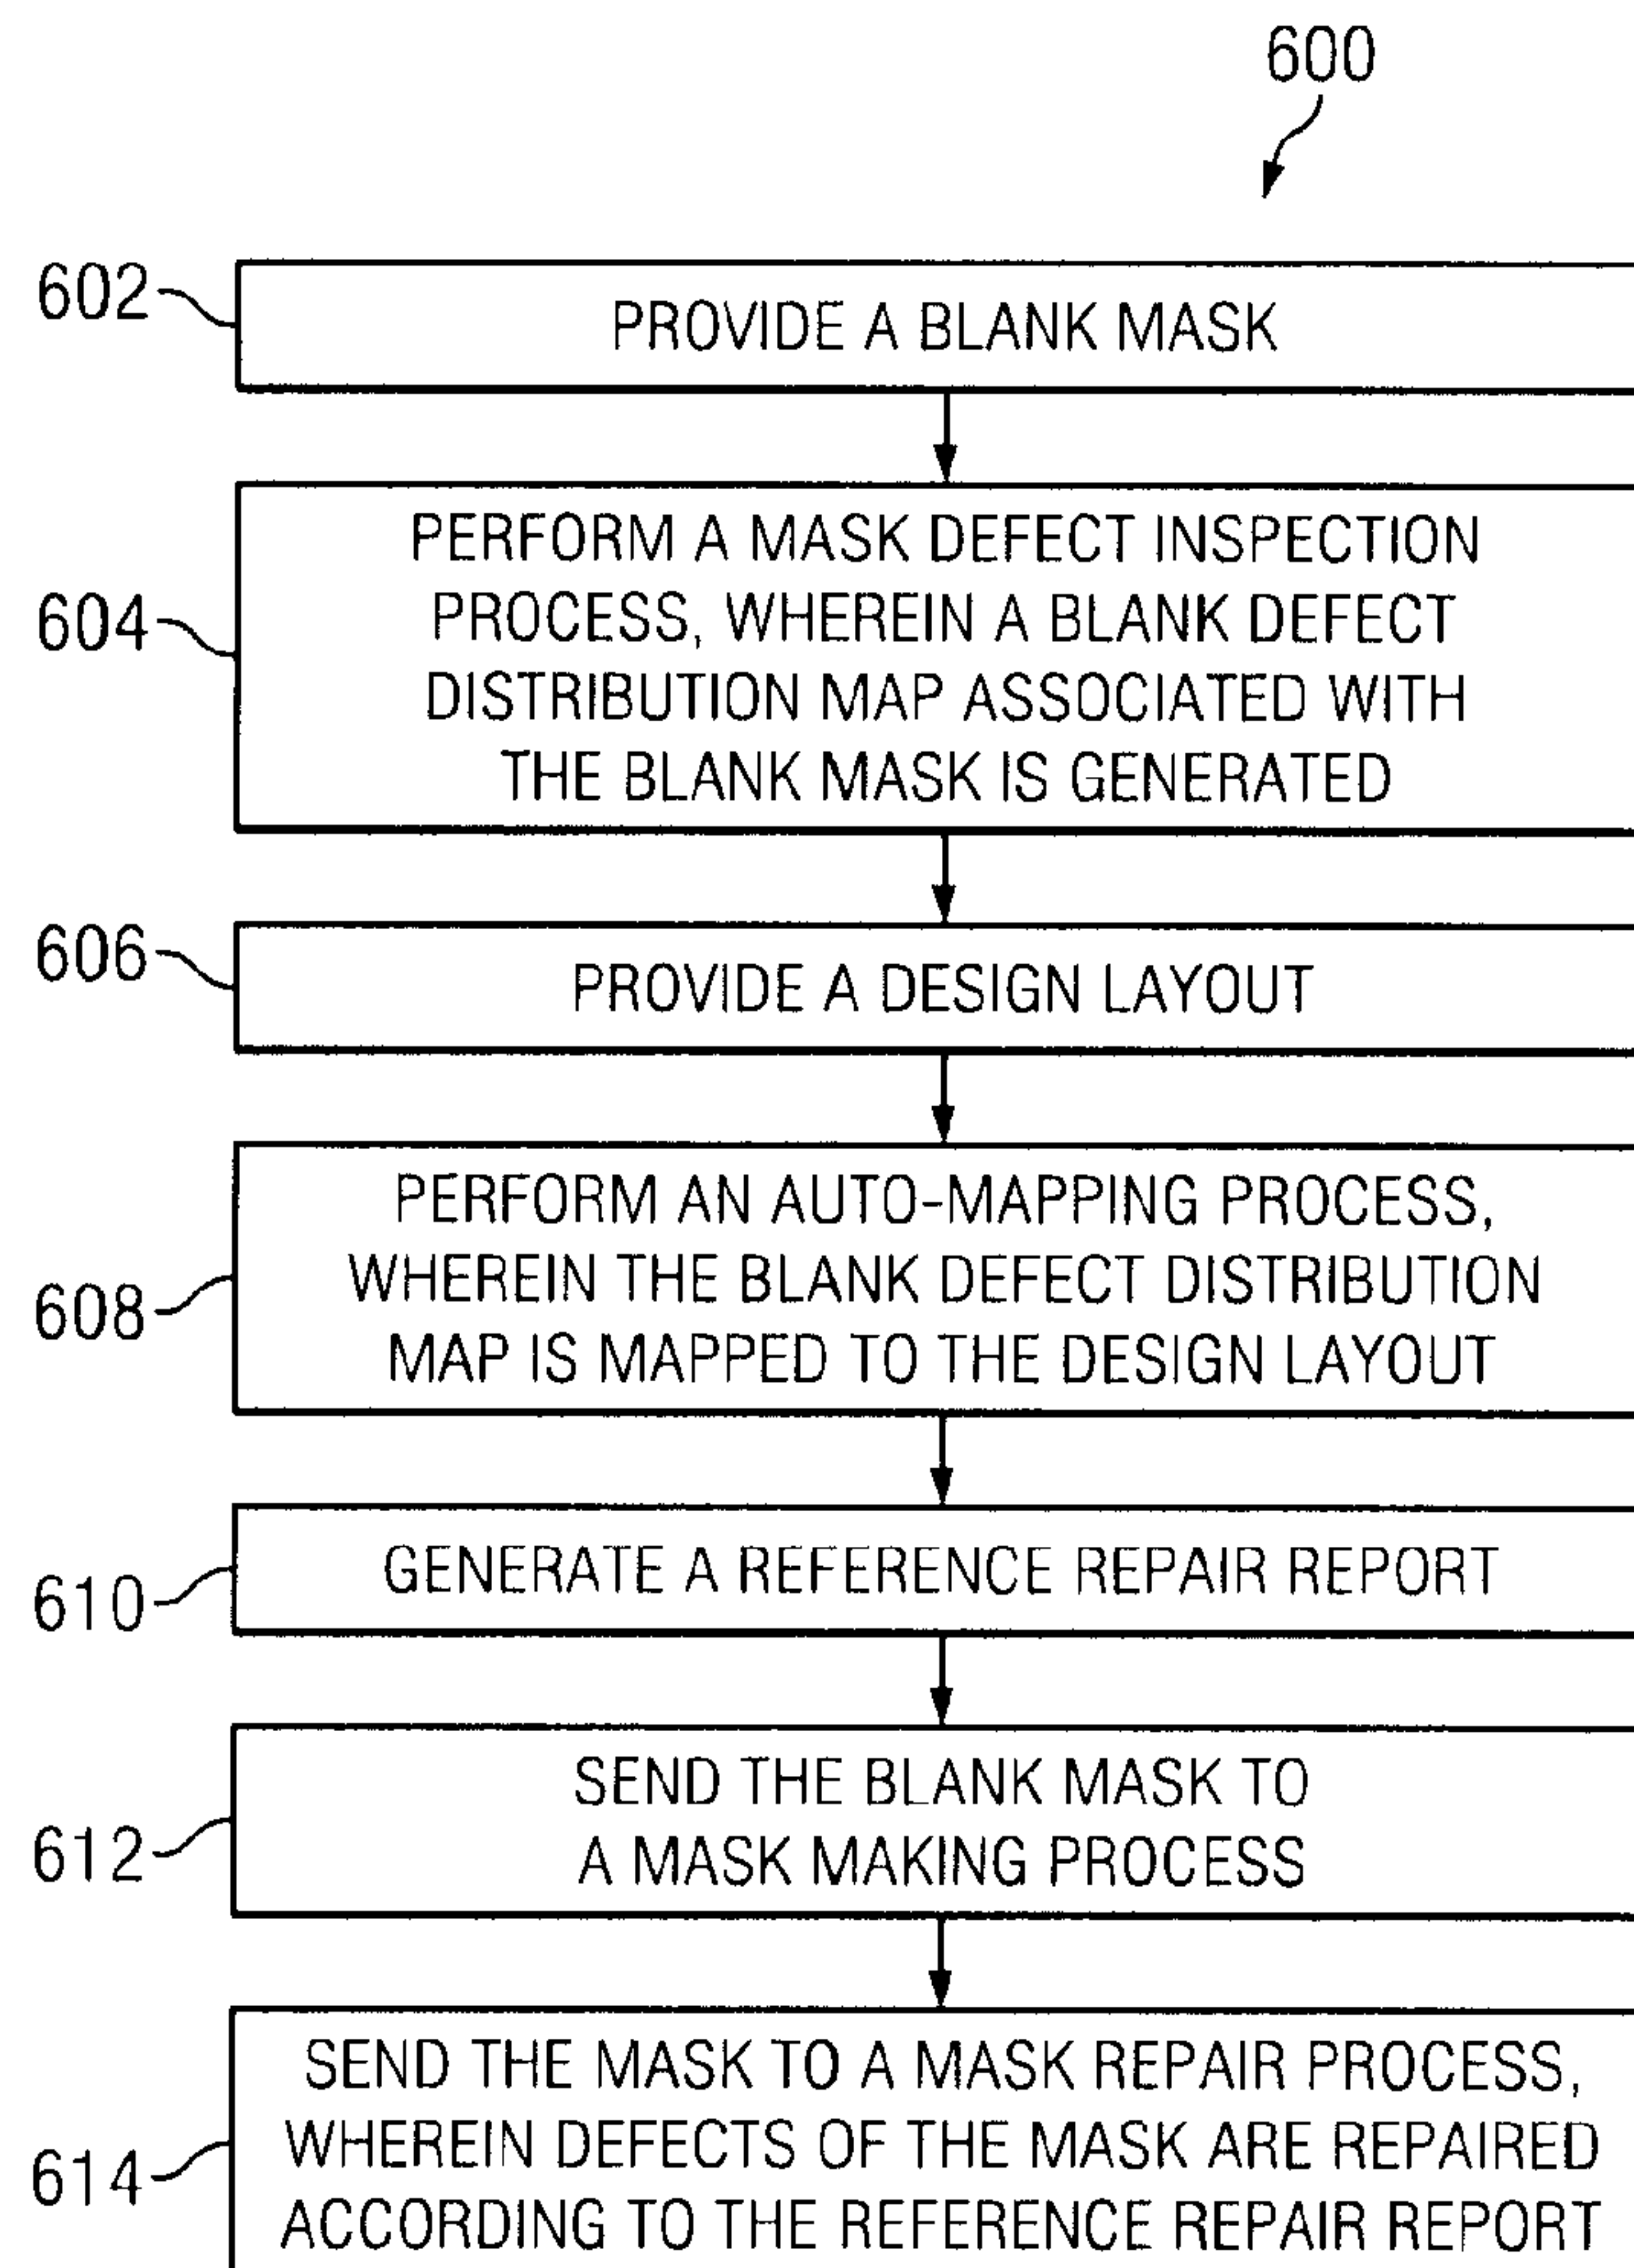 600
602
PROVIDE A BLANK MASK
604
PERFORM A MASK DEFECT INSPECTION
PROCESS, WHEREIN A BLANK DEFECT
DISTRIBUTION MAP ASSOCIATED WITH
THE BLANK MASK IS GENERATED
606
PROVIDE A DESIGN LAYOUT
608
PERFORM AN AUTO-MAPPING PROCESS,
WHEREIN THE BLANK DEFECT DISTRIBUTION
MAP IS MAPPED TO THE DESIGN LAYOUT
610
GENERATE A REFERENCE REPAIR REPORT
612
SEND THE BLANK MASK TO
A MASK MAKING PROCESS
614
SEND THE MASK TO A MASK REPAIR PROCESS,
WHEREIN DEFECTS OF THE MASK ARE REPAIRED
ACCORDING TO THE REFERENCE REPAIR REPORT